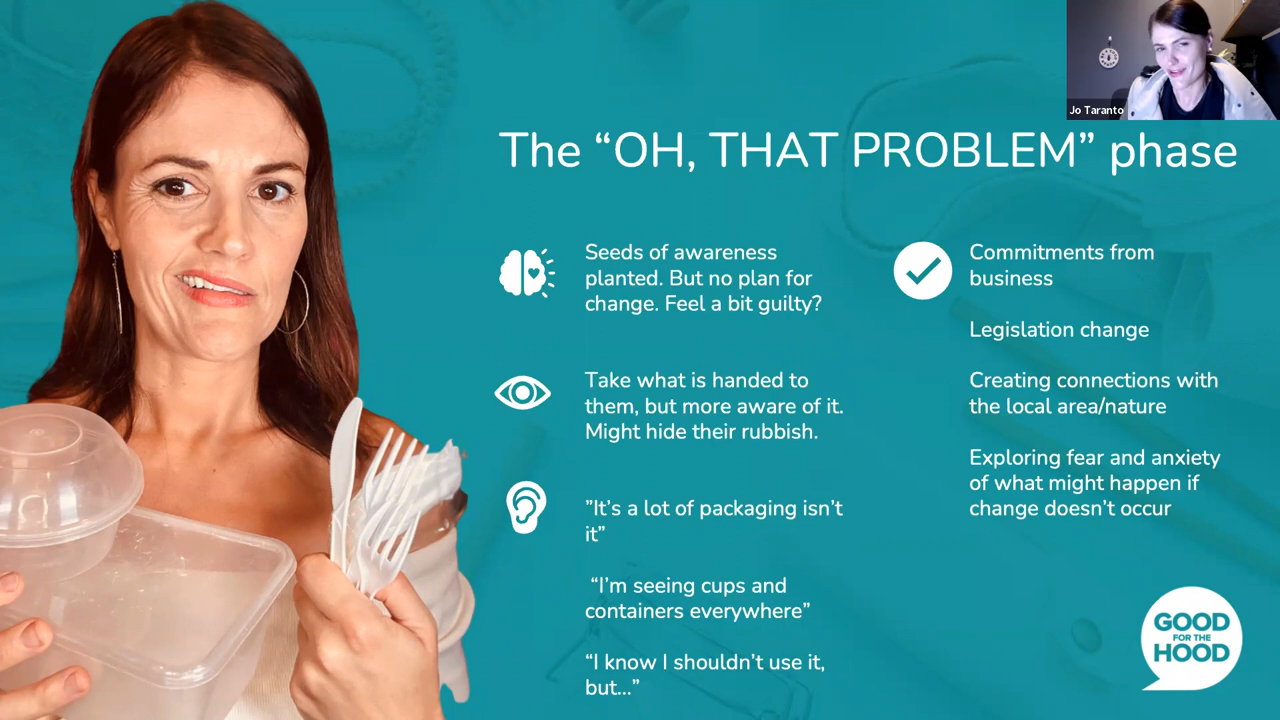 Jo Taranto
The “OH, THAT PROBLEM” phase
Seeds of awareness
planted. But no plan for
change. Feel a bit guilty?
Take what is handed to
them, but more aware of it.
Might hide their rubbish.
”It’s a lot of packaging isn’t
it”
“I’m seeing cups and
containers everywhere”
“I know I shouldn’t use it,
but...”
Commitments from
business
Legislation change
Creating connections with
the local area/nature
Exploring fear and anxiety
of what might happen if
change doesn’t occur
GOOD
FOR THE
HOOD